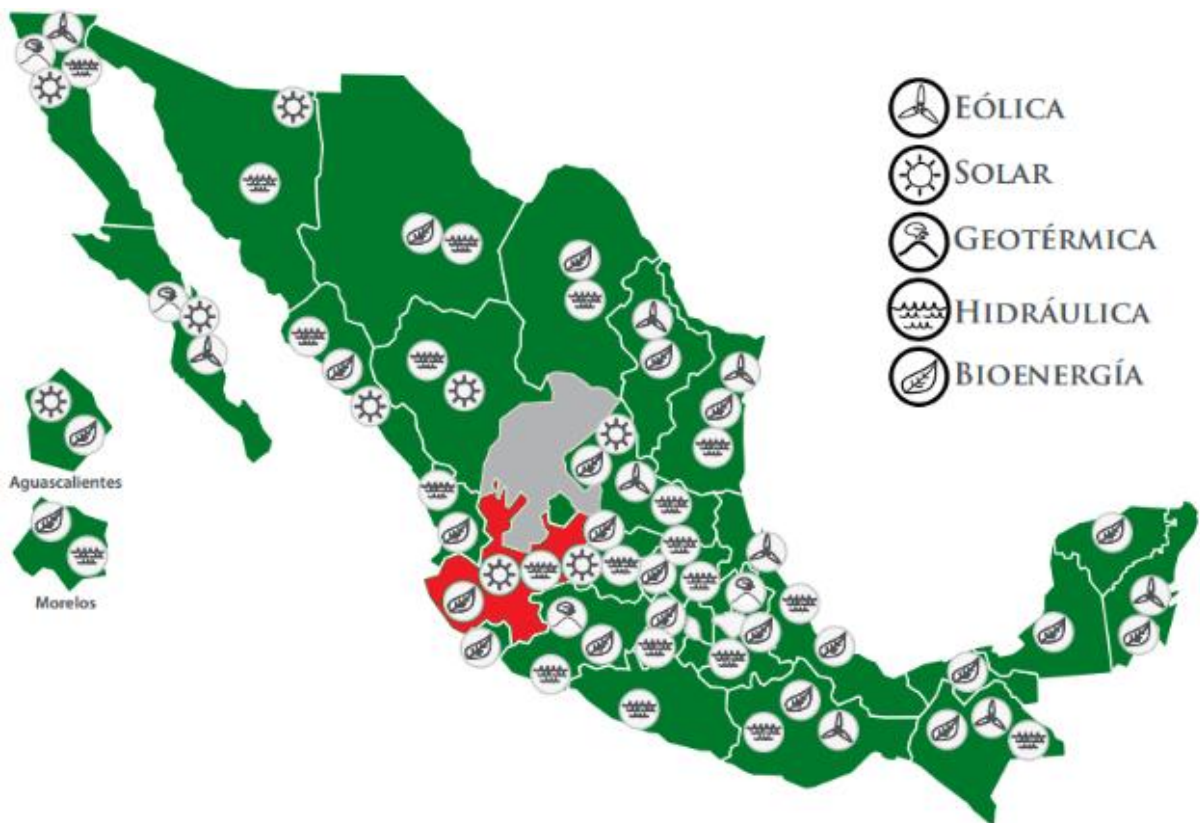 EÓLICA
SOLAR
GEOTÉRMICA
HIDRÁULICA
BIOENERGÍA
Aguascalientes
Morelos